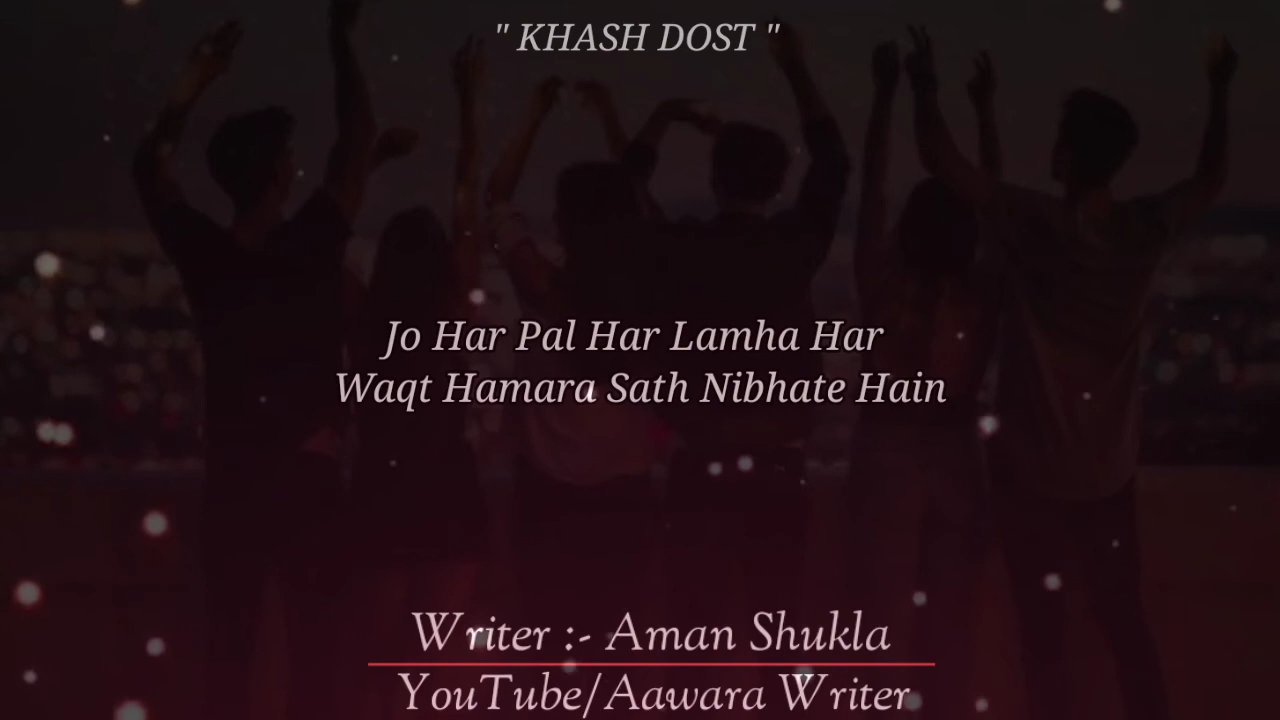 " KHASH DOST "
Jo Har Pal Har Lamha Har
Waqt Hamara Sath Nibhate Hain
Writer :- Aman Shukla
YouTube/Aawara Writer